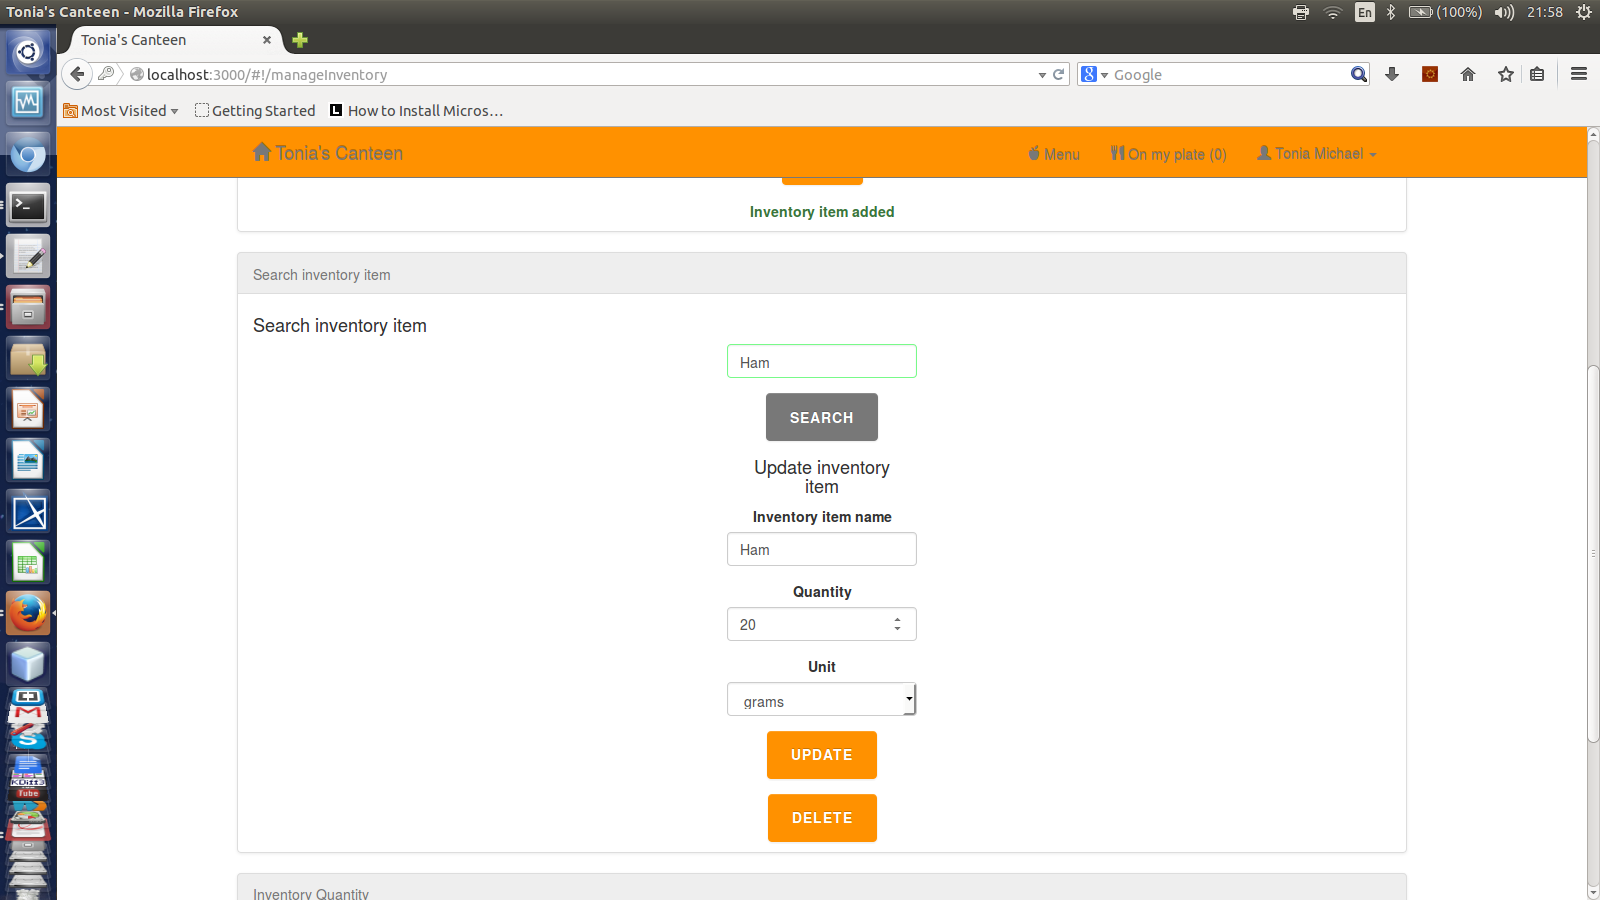 Tonia's Canteen - Mozilla Firefox
En
(100%)
21:58
Tonia's Canteen
localhost:3000/#!/manageInventory
Google
Most Visited
Getting Started
How to Install Micros...
Tonia's Canteen
Menu
On my plate (0)
Tonia Michael
Inventory item added
Search inventory item
Search inventory item
Ham
SEARCH
Update inventory
item
Inventory item name
Ham
Quantity
20
Unit
grams
UPDATE
DELETE
Inventory Quantity
KDiff3
Tube